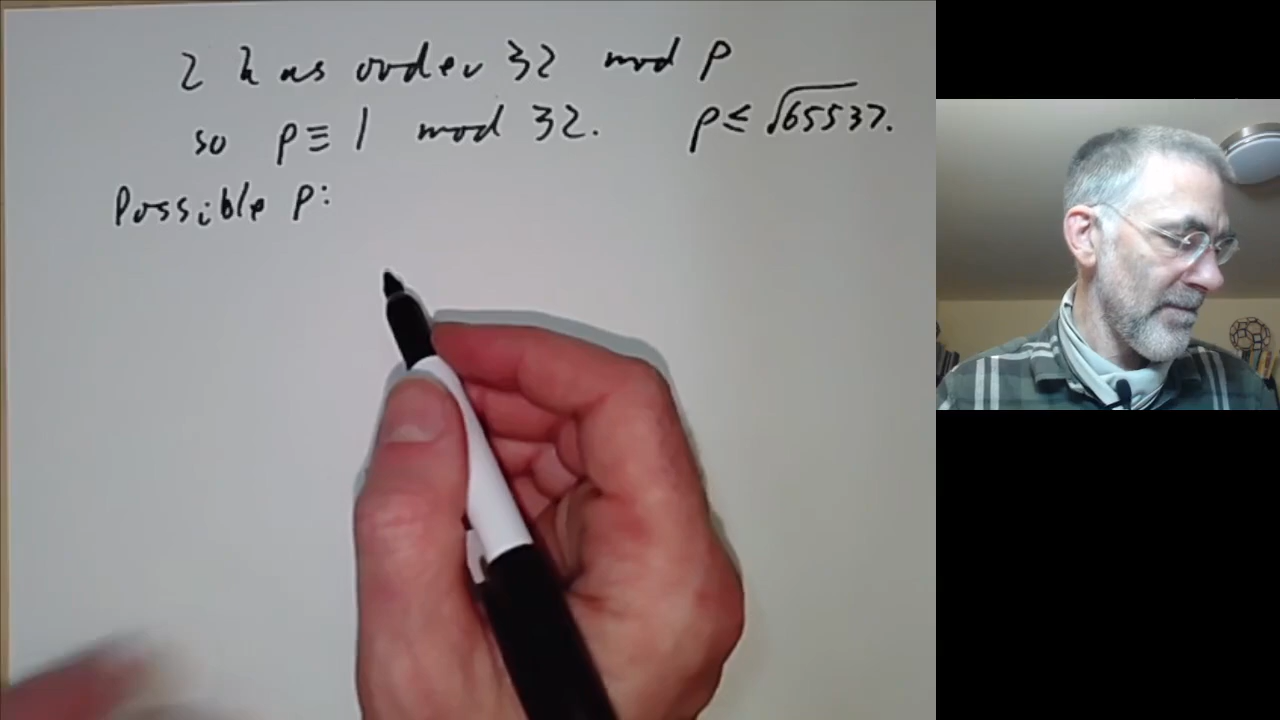 2 has order 32 mod p
so p ≡ 1 mod 32. p ≤ √65537.
Possible p: